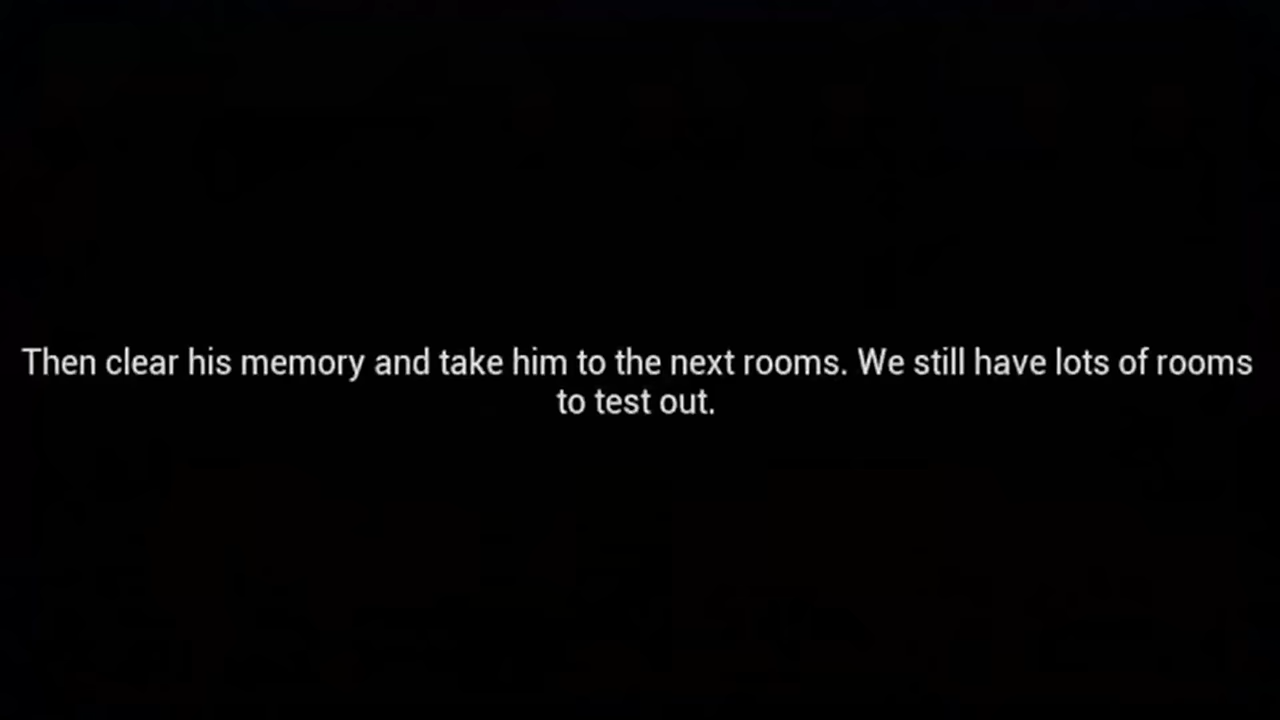 Then clear his memory and take him to the next rooms. We still have lots of rooms
to test out.